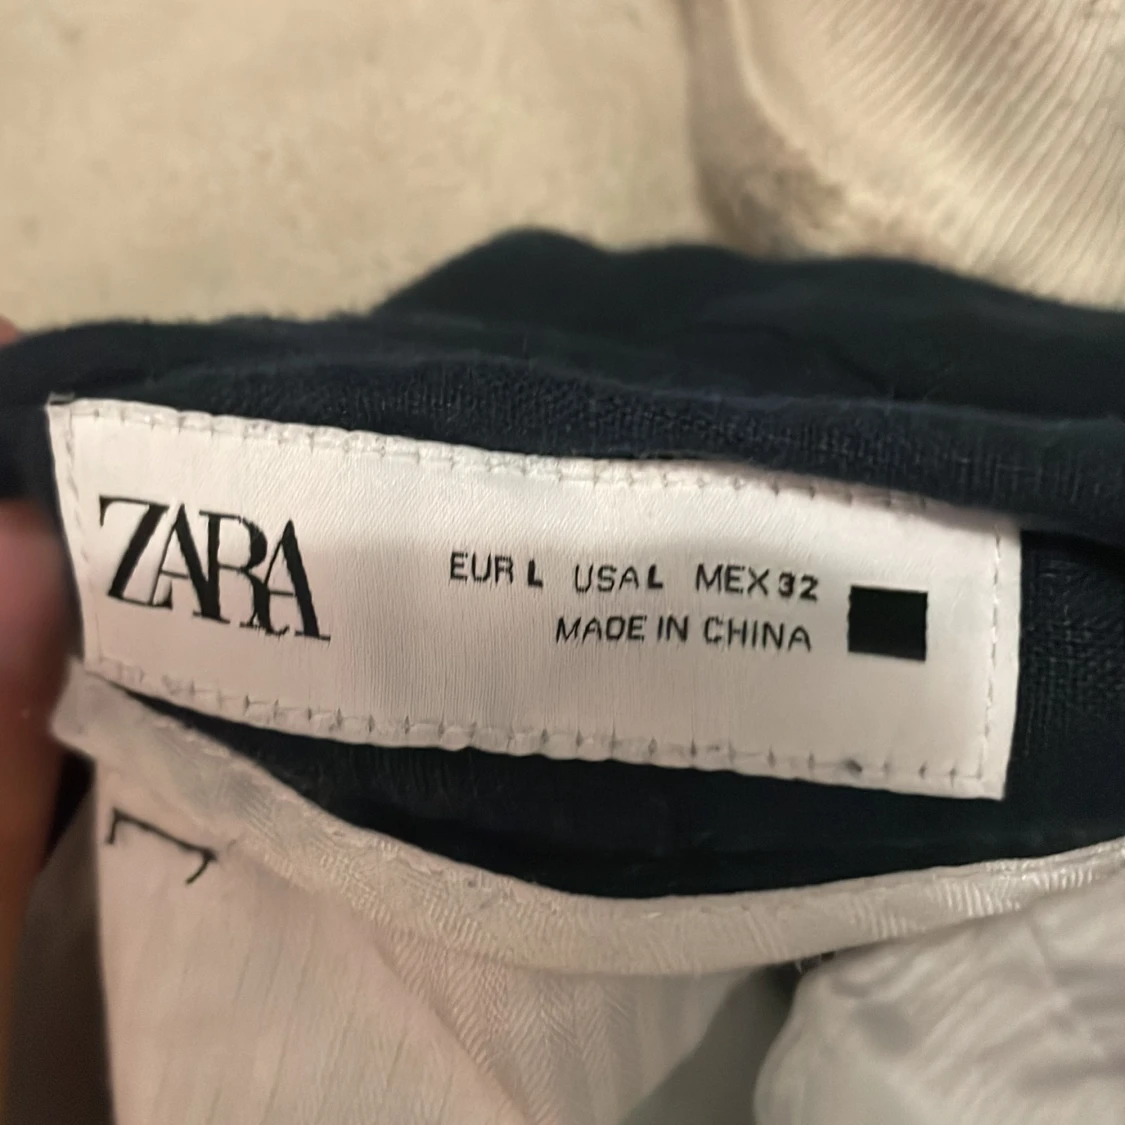 ZARA
EUR L USA L MEX 32
MADE IN CHINA